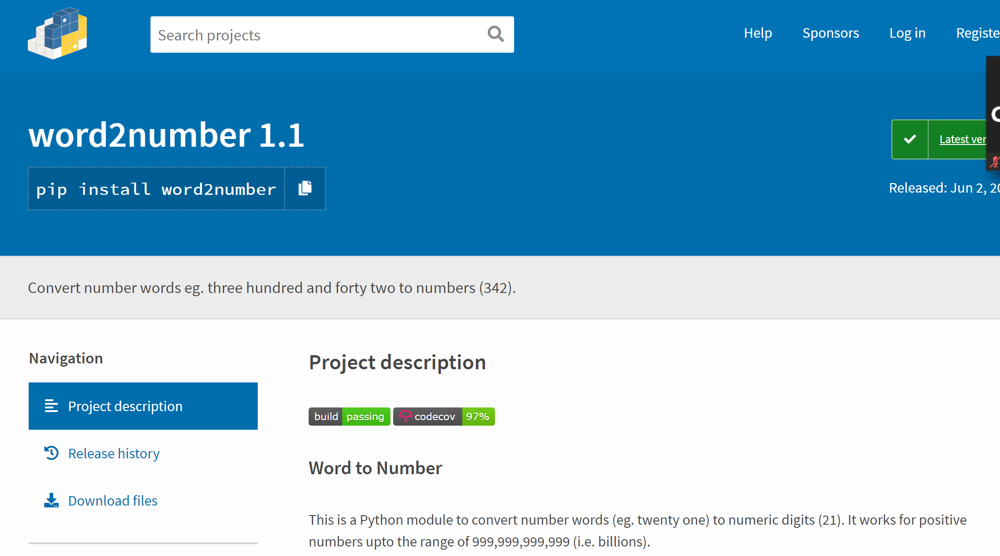 Search projects
Help
Sponsors
Log in
Registe
word2number 1.1
Latest ver
pip install word2number
Released: Jun 2, 20
Convert number words eg. three hundred and forty two to numbers (342).
Navigation
Project description
Project description
build passing codecov 97%
Release history
Word to Number
Download files
This is a Python module to convert number words (eg. twenty one) to numeric digits (21). It works for positive
numbers upto the range of 999,999,999,999 (i.e. billions).